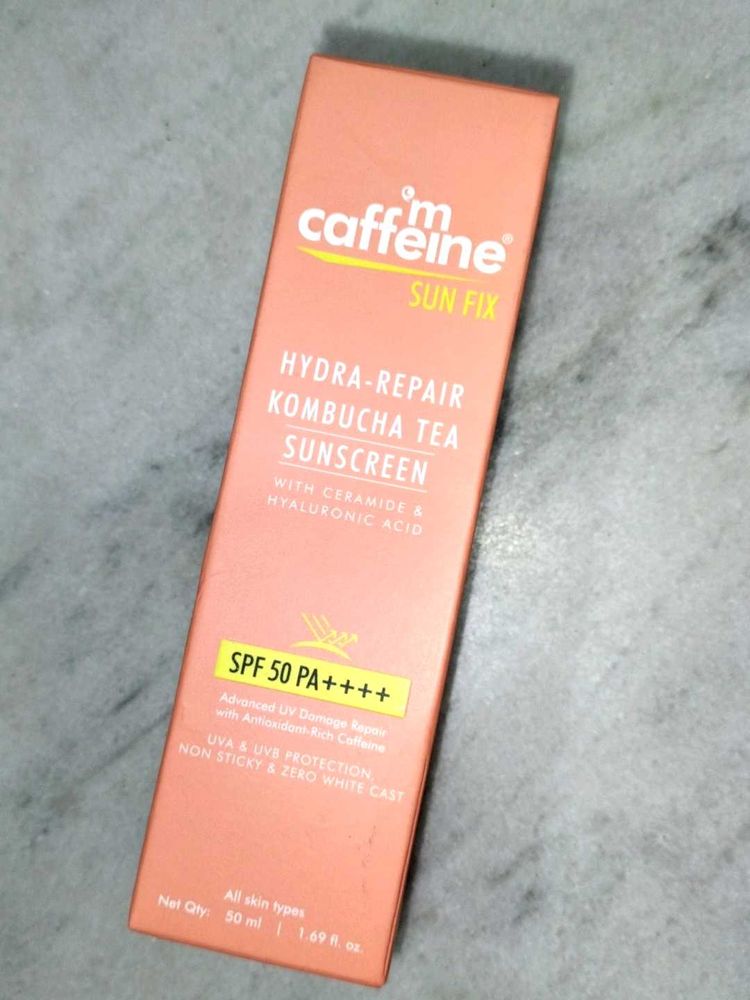 m
caffeine®
SUN FIX
HYDRA-REPAIR
KOMBUCHA TEA
SUNSCREEN
WITH CERAMIDE &
HYALURONIC ACID
SPF 50 PA++++
Advanced UV Damage Repair
with Antioxidant-Rich Caffeine
UVA & UVB PROTECTION,
NON STICKY & ZERO WHITE CAST
All skin types
Net Qty: 50 ml | 1.69 fl. oz.